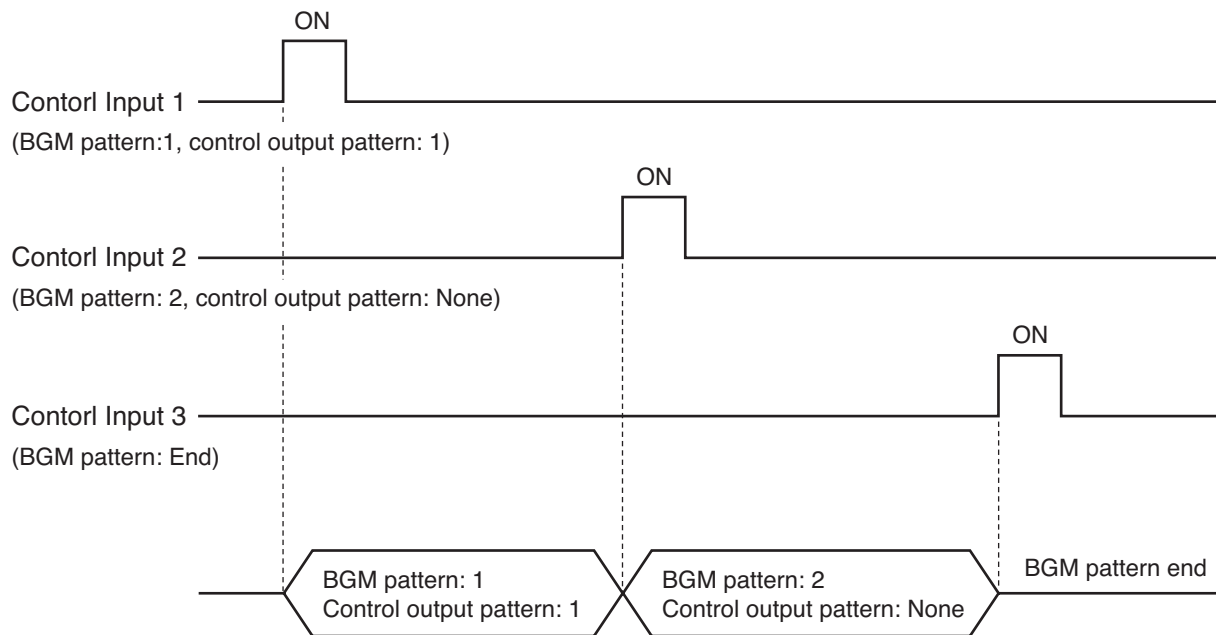 ON
Contorl Input 1
(BGM pattern:1, control output pattern: 1)
ON
Contorl Input 2
(BGM pattern: 2, control output pattern: None)
ON
Contorl Input 3
(BGM pattern: End)
BGM pattern: 1
Control output pattern: 1
BGM pattern: 2
Control output pattern: None
BGM pattern end